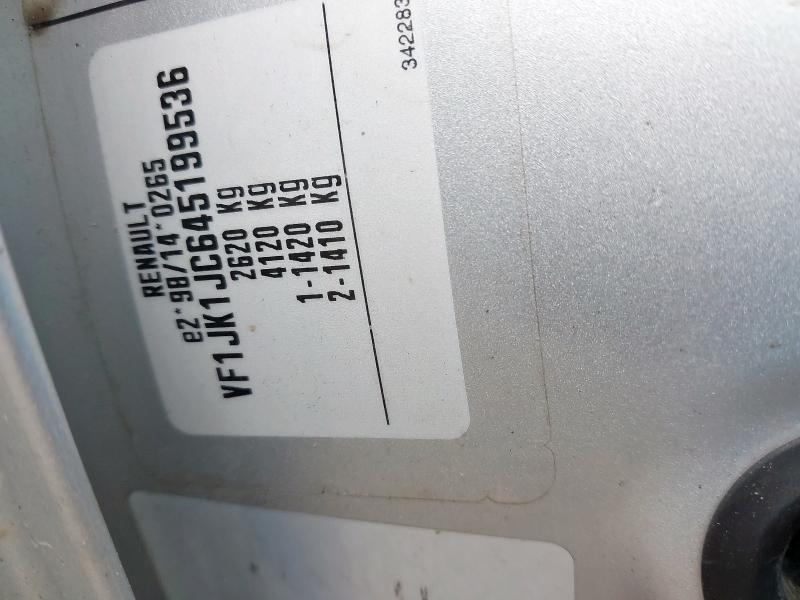 RENAULT
e2*98/14*0265
VF1JK1JC645199536
2620 Kg
4120 Kg
1-1420 Kg
2-1410 Kg
342283